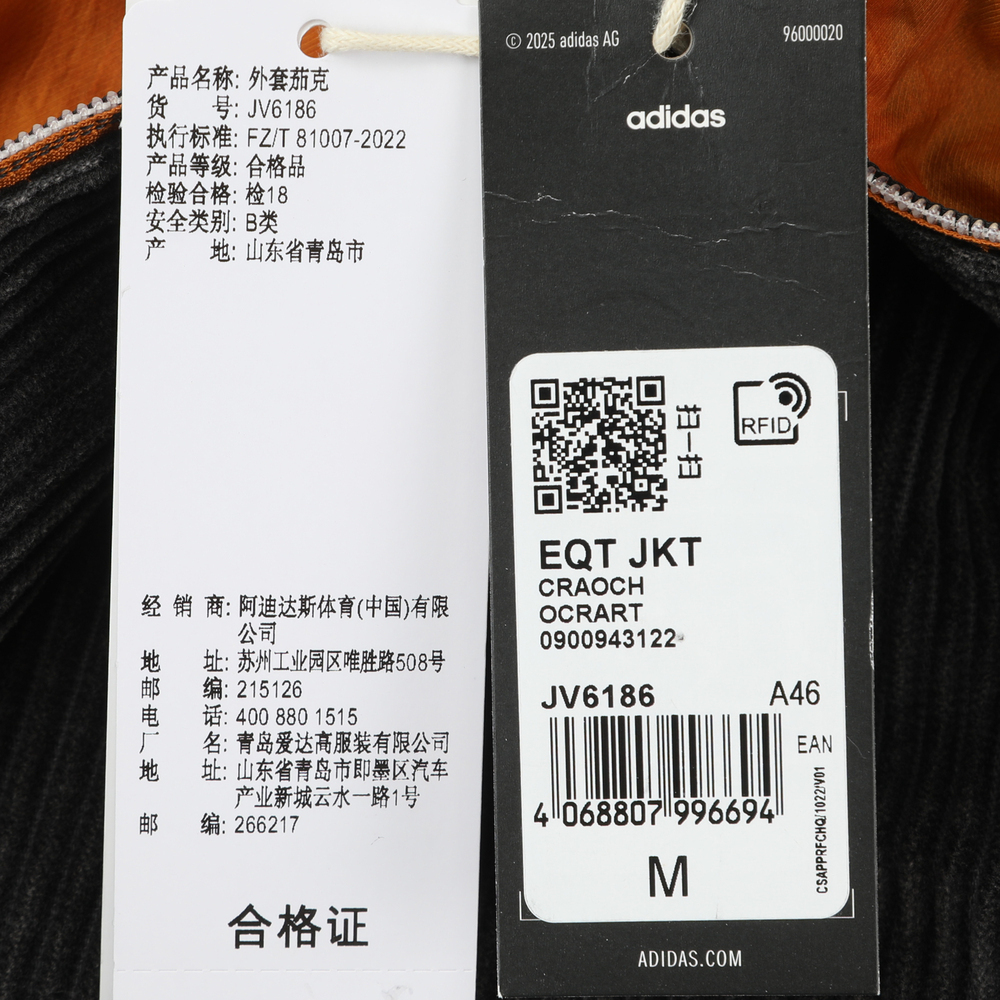 产品名称: 外套茄克
货 号: JV6186
执行标准: FZ/T 81007-2022
产品等级: 合格品
检验合格: 检18
安全类别: B类
产 地: 山东省青岛市
经 销 商: 阿迪达斯体育(中国)有限
公司
地 址: 苏州工业园区唯胜路508号
邮 编: 215126
电 话: 400 880 1515
厂 名: 青岛爱达高服装有限公司
地 址: 山东省青岛市即墨区汽车
产业新城云水一路1号
邮 编: 266217
合格证
© 2025 adidas AG
96000020
adidas
扫一扫
RFID
EQT JKT
CRAOCH
OCRART
0900943122
JV6186 A46
EAN
4 068807 996694
CSAPPRFCHQ/1022/V01
M
ADIDAS.COM